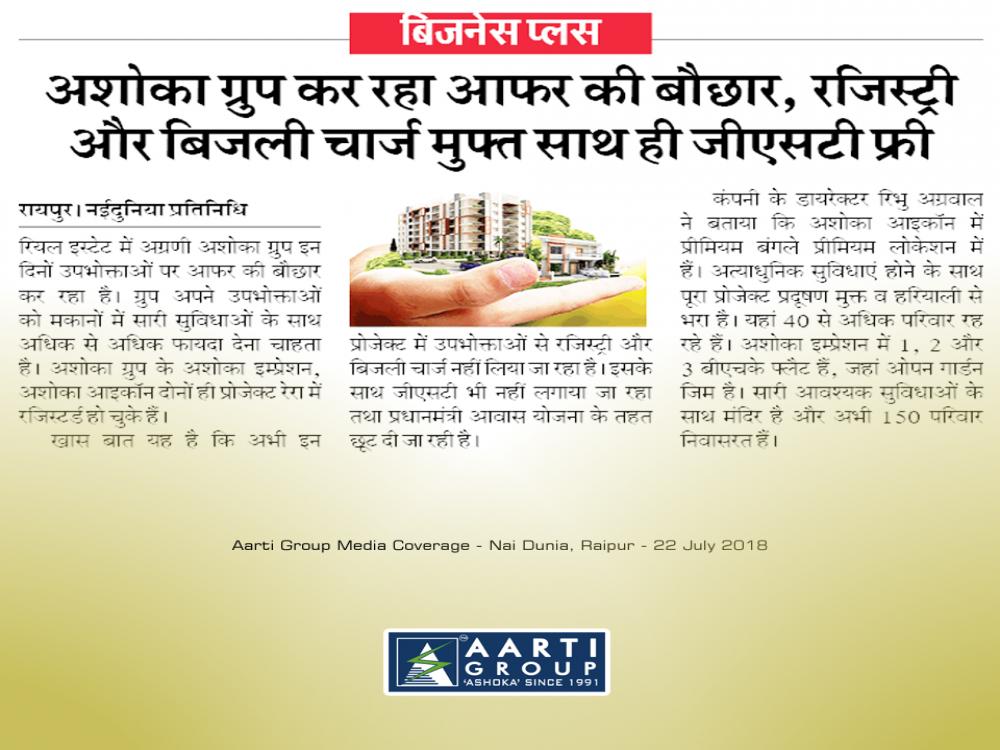 बिजनेस प्लस
अशोका ग्रुप कर रहा आफर की बौछार, रजिस्ट्री
और बिजली चार्ज मुफ्त साथ ही जीएसटी फ्री
रायपुर। नईदुनिया प्रतिनिधि
रियल इस्टेट में अग्रणी अशोका ग्रुप इन
दिनों उपभोक्ताओं पर आफर की बौछार
कर रहा है। ग्रुप अपने उपभोक्ताओं
को मकानों में सारी सुविधाओं के साथ
अधिक से अधिक फायदा देना चाहता
है। अशोका ग्रुप के अशोका इम्प्रेशन,
अशोका आइकॉन दोनों ही प्रोजेक्ट रेरा में
रजिस्टर्ड हो चुके हैं।
खास बात यह है कि अभी इन
प्रोजेक्ट में उपभोक्ताओं से रजिस्ट्री और
बिजली चार्ज नहीं लिया जा रहा है। इसके
साथ जीएसटी भी नहीं लगाया जा रहा
तथा प्रधानमंत्री आवास योजना के तहत
छूट दी जा रही है।
कंपनी के डायरेक्टर रिभु अग्रवाल
ने बताया कि अशोका आइकॉन में
प्रीमियम बंगले प्रीमियम लोकेशन में
हैं। अत्याधुनिक सुविधाएं होने के साथ
पूरा प्रोजेक्ट प्रदूषण मुक्त व हरियाली से
भरा है। यहां 40 से अधिक परिवार रह
रहे हैं। अशोका इम्प्रेशन में 1, 2 और
3 बीएचके फ्लैट हैं, जहां ओपन गार्डन
जिम है। सारी आवश्यक सुविधाओं के
साथ मंदिर है और अभी 150 परिवार
निवासरत हैं।
Aarti Group Media Coverage - Nai Dunia, Raipur - 22 July 2018
AARTI
GROUP
'ASHOKA' SINCE 1991